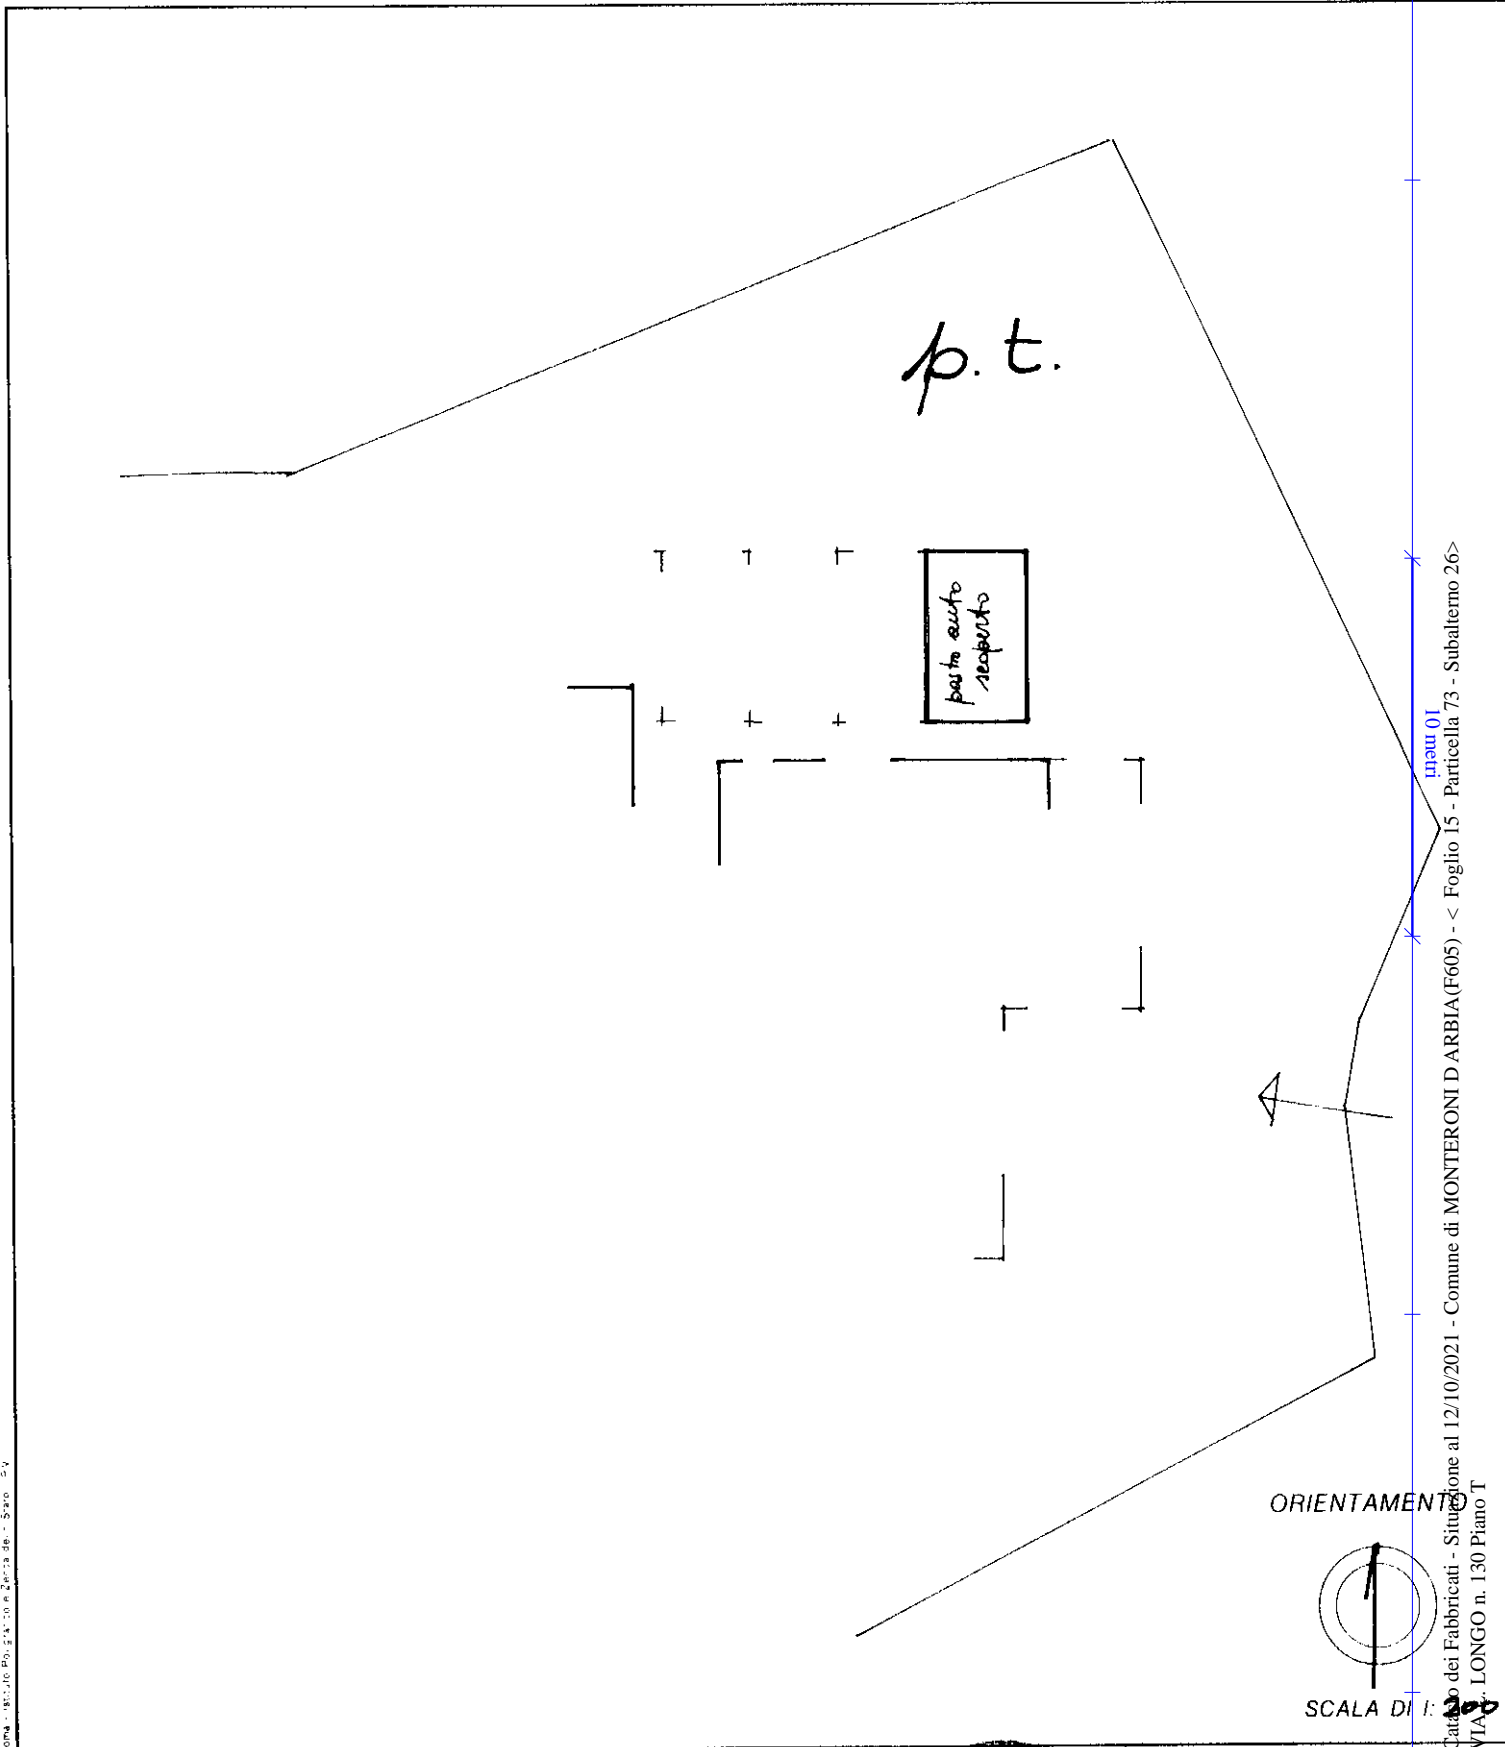 p. t.
posto auto
scoperto
10 metri
Catasto dei Fabbricati - Situazione al 12/10/2021 - Comune di MONTERONI D ARBIA(F605) - < Foglio 15 - Particella 73 - Subalterno 26>
VIA L. LONGO n. 130 Piano T
ORIENTAMENTO
SCALA DI I: 200